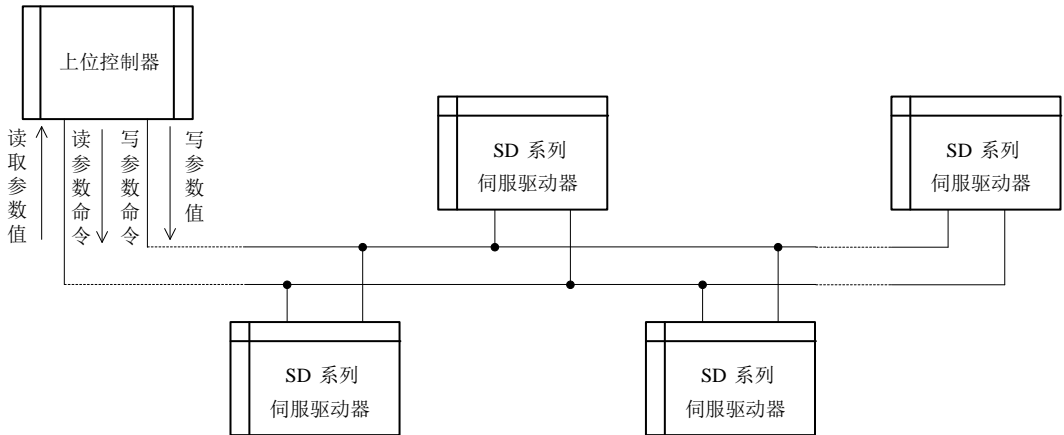 上位控制器
读取参数值
读参数命令
写参数命令
写参数值
SD 系列
伺服驱动器
SD 系列
伺服驱动器
SD 系列
伺服驱动器
SD 系列
伺服驱动器